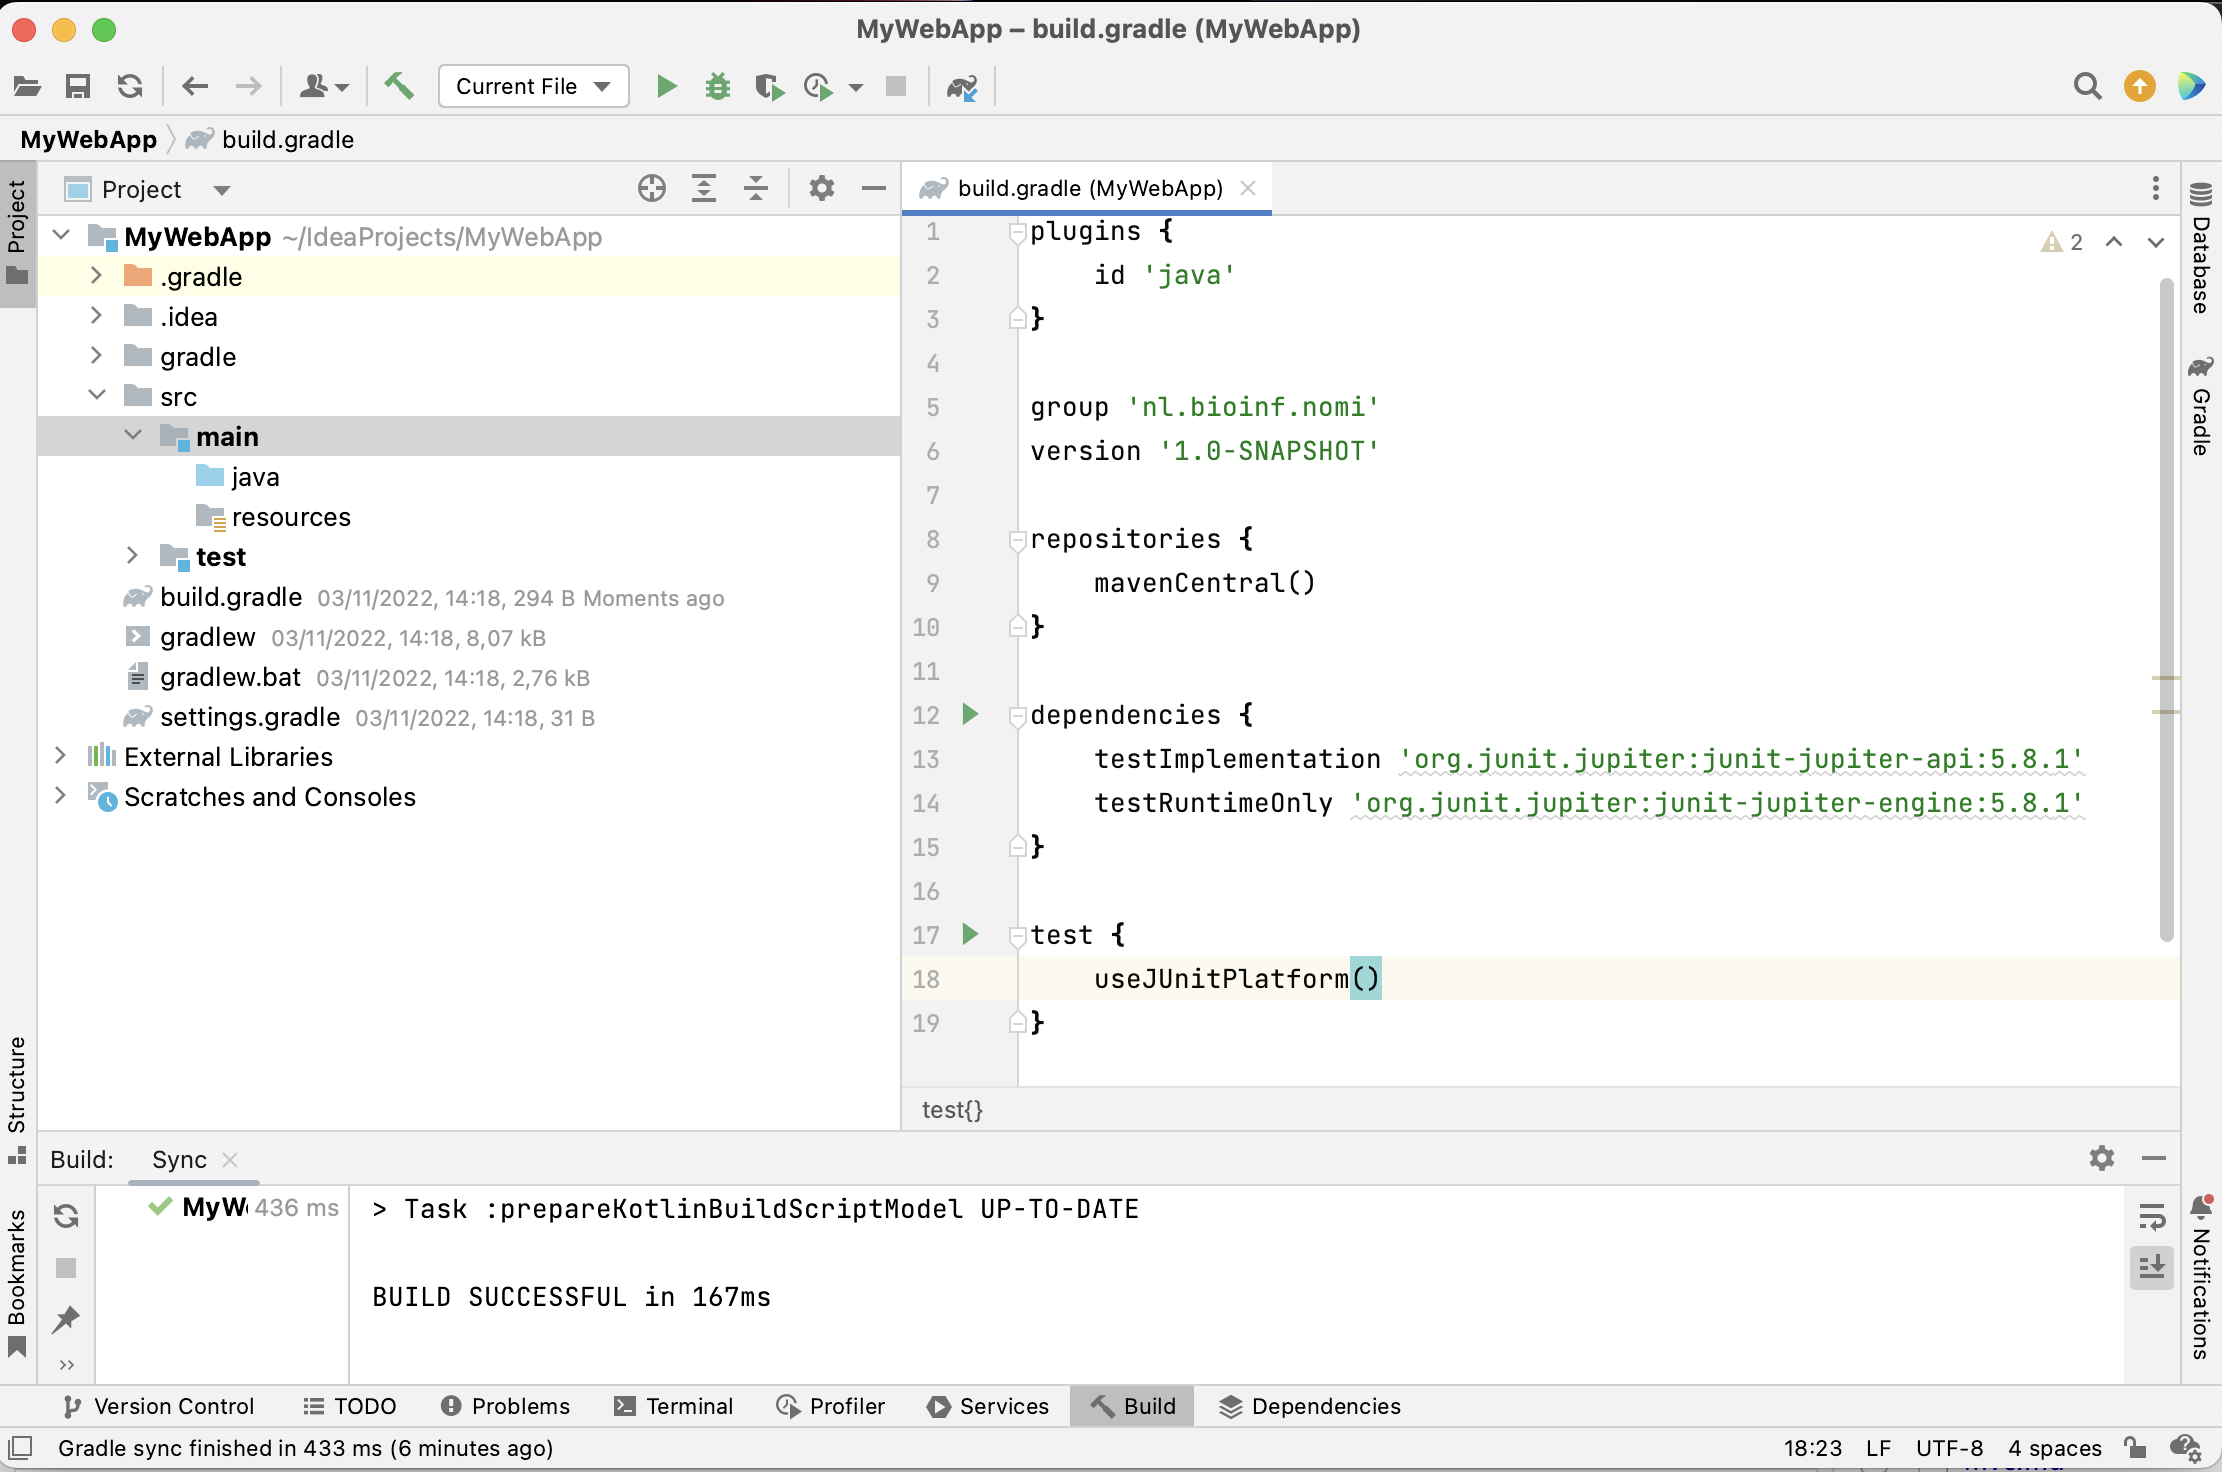 MyWebApp – build.gradle (MyWebApp)
Current File
MyWebApp
build.gradle
Project
Project
build.gradle (MyWebApp)
MyWebApp ~/IdeaProjects/MyWebApp
.gradle
.idea
gradle
src
main
java
resources
test
build.gradle 03/11/2022, 14:18, 294 B Moments ago
gradlew 03/11/2022, 14:18, 8,07 kB
gradlew.bat 03/11/2022, 14:18, 2,76 kB
settings.gradle 03/11/2022, 14:18, 31 B
External Libraries
Scratches and Consoles
2
1 plugins {
2 id 'java'
3 }
4
5 group 'nl.bioinf.nomi'
6 version '1.0-SNAPSHOT'
7
8 repositories {
9 mavenCentral()
10 }
11
12 dependencies {
13 testImplementation 'org.junit.jupiter:junit-jupiter-api:5.8.1'
14 testRuntimeOnly 'org.junit.jupiter:junit-jupiter-engine:5.8.1'
15 }
16
17 test {
18 useJUnitPlatform()
19 }
test{}
Database
Gradle
Structure
Bookmarks
Notifications
Build: Sync
MyW 436 ms
> Task :prepareKotlinBuildScriptModel UP-TO-DATE
BUILD SUCCESSFUL in 167ms
Version Control TODO Problems Terminal Profiler Services Build Dependencies
Gradle sync finished in 433 ms (6 minutes ago) 18:23 LF UTF-8 4 spaces